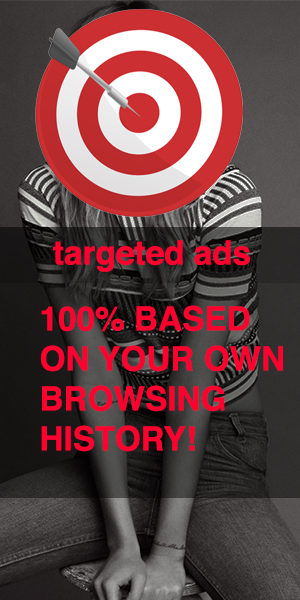 targeted ads
100% BASED
ON YOUR OWN
BROWSING
HISTORY!